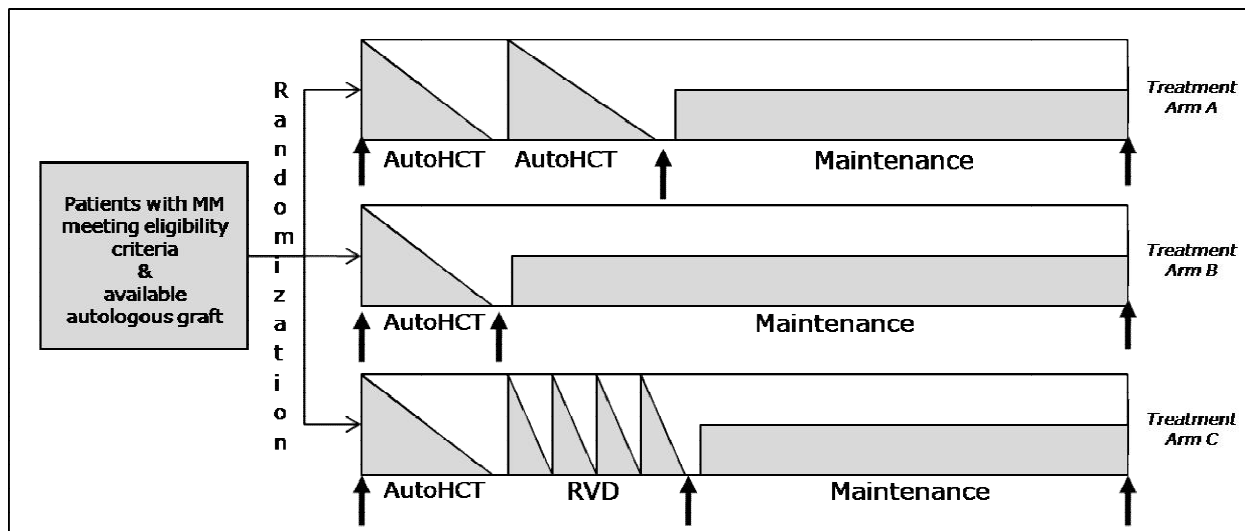 Patients with MM
meeting eligibility
criteria
&
available
autologous graft
Randomization
AutoHCT AutoHCT Maintenance
Treatment
Arm A
AutoHCT Maintenance
Treatment
Arm B
AutoHCT RVD Maintenance
Treatment
Arm C